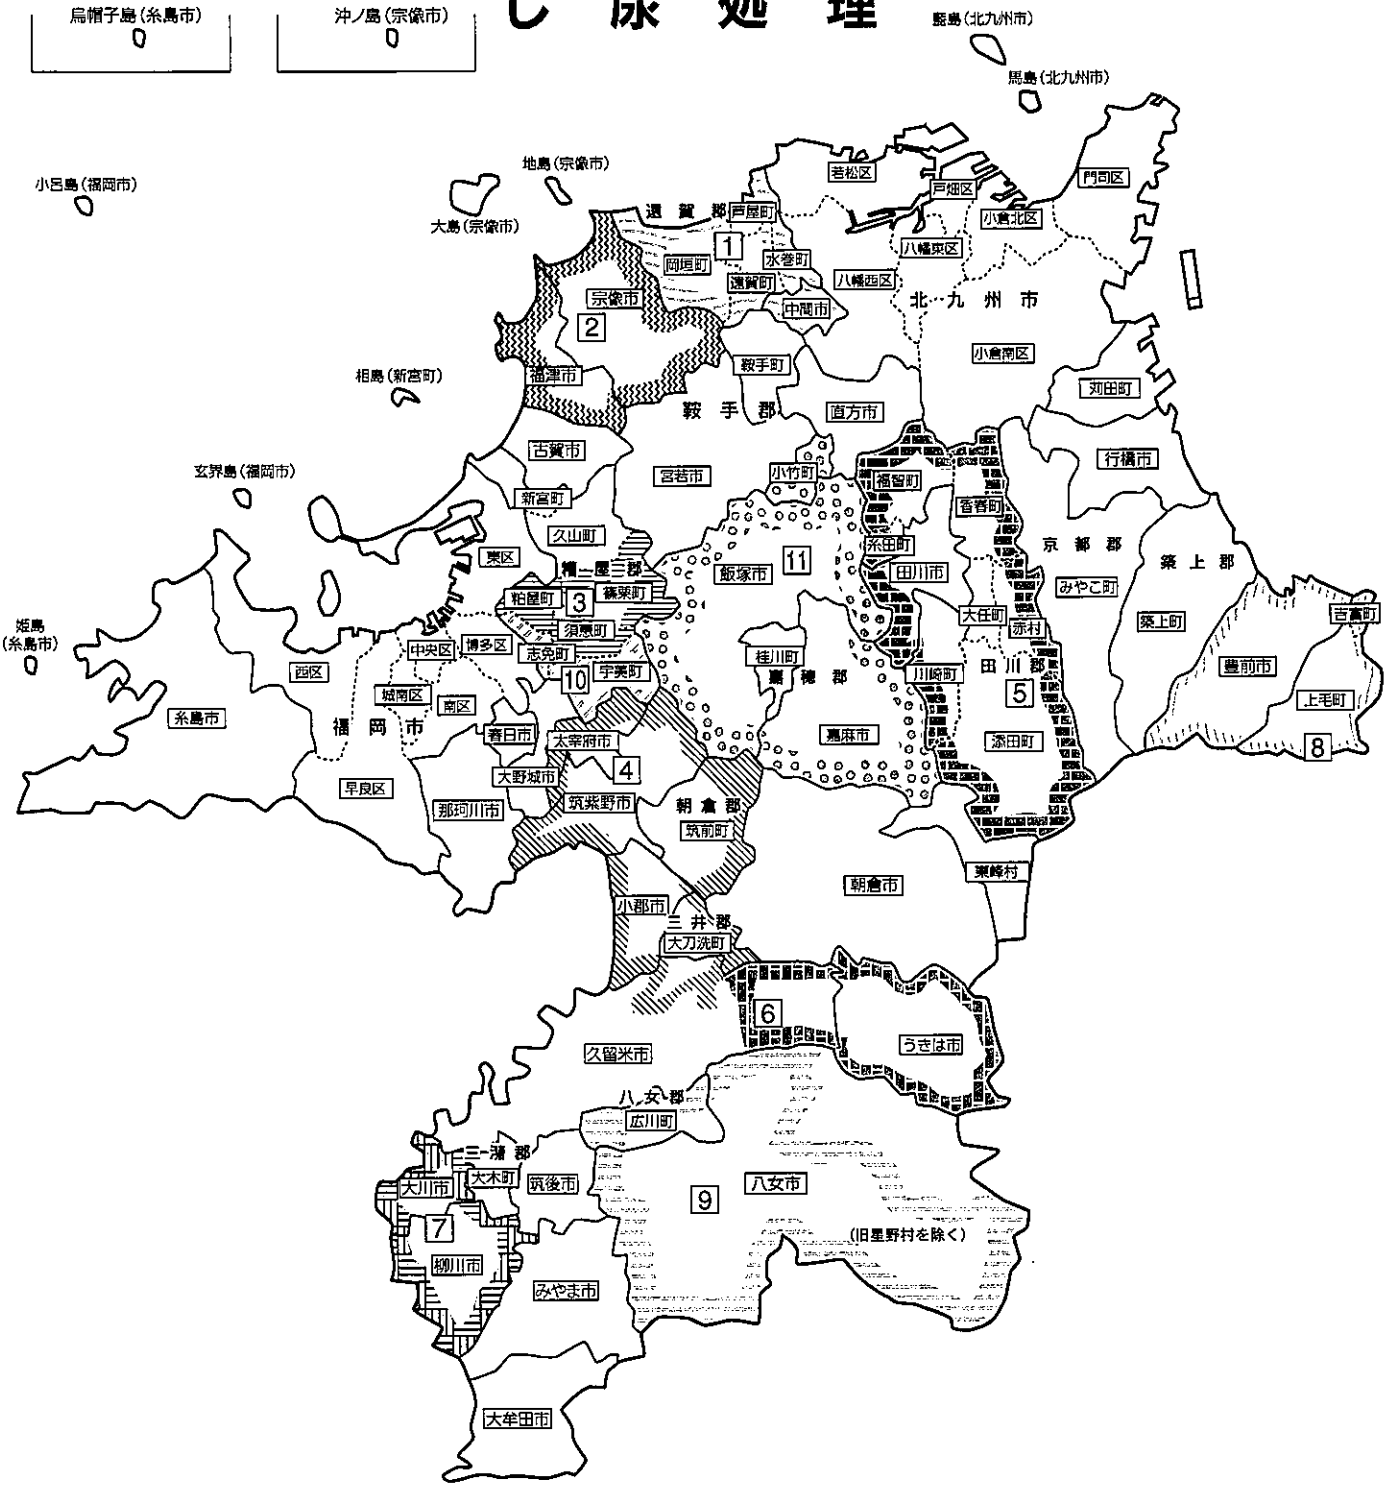 し尿処理
烏帽子島(糸島市)
沖ノ島(宗像市)
藍島(北九州市)
馬島(北九州市)
小呂島(福岡市)
地島(宗像市)
大島(宗像市)
相島(新宮町)
玄界島(福岡市)
姫島
(糸島市)
若松区
戸畑区
門司区
小倉北区
八幡東区
八幡西区
北九州市
小倉南区
遠賀郡
芦屋町
1
岡垣町
水巻町
遠賀町
中間市
宗像市
2
福津市
鞍手町
鞍手郡
直方市
苅田町
行橋市
古賀市
宮若市
小竹町
福智町
香春町
新宮町
久山町
東区
糟屋郡
粕屋町
3
篠栗町
須恵町
志免町
10
宇美町
飯塚市
11
糸田町
田川市
京都郡
みやこ町
築上郡
築上町
吉富町
豊前市
上毛町
8
大任町
赤村
田川郡
川崎町
5
添田町
桂川町
嘉穂郡
嘉麻市
中央区
博多区
西区
城南区
南区
福岡市
糸島市
早良区
春日市
大野城市
那珂川市
太宰府市
4
筑紫野市
朝倉郡
筑前町
朝倉市
東峰村
小郡市
三井郡
大刀洗町
6
うきは市
久留米市
八女郡
広川町
三潴郡
大川市
大木町
筑後市
7
柳川市
9
八女市
(旧星野村を除く)
みやま市
大牟田市